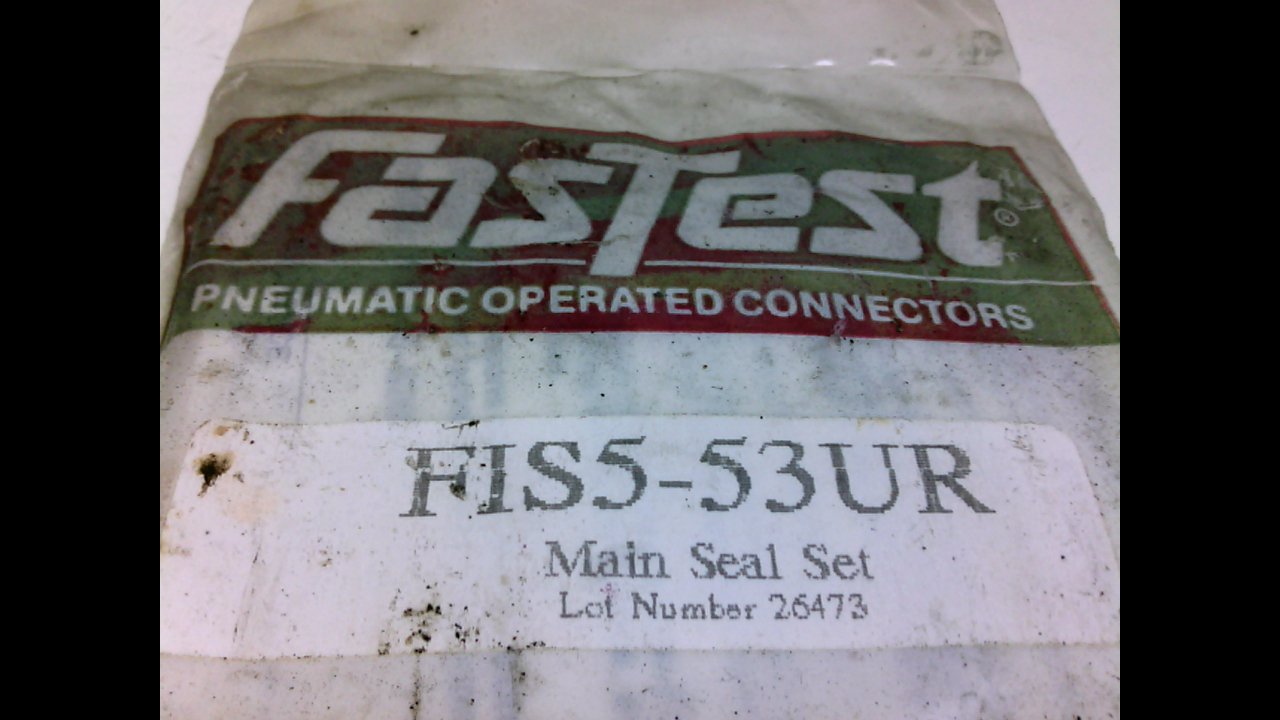 FasTest®
PNEUMATIC OPERATED CONNECTORS
FIS5-53UR
Main Seal Set
Lot Number 26473